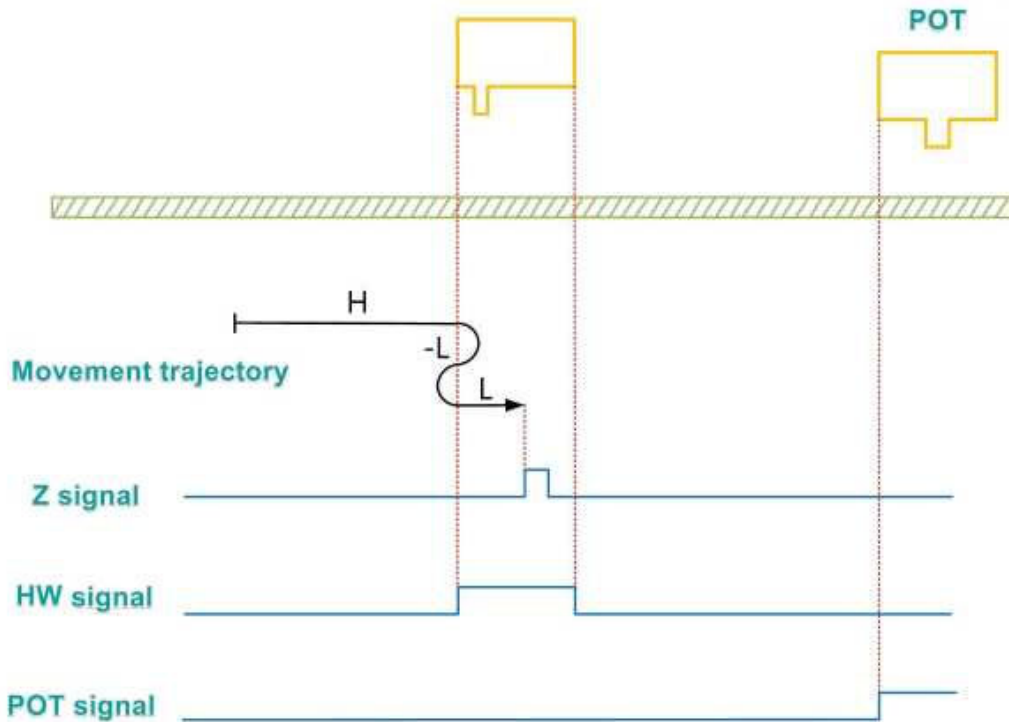 POT
H
-L
Movement trajectory
L
Z signal
HW signal
POT signal